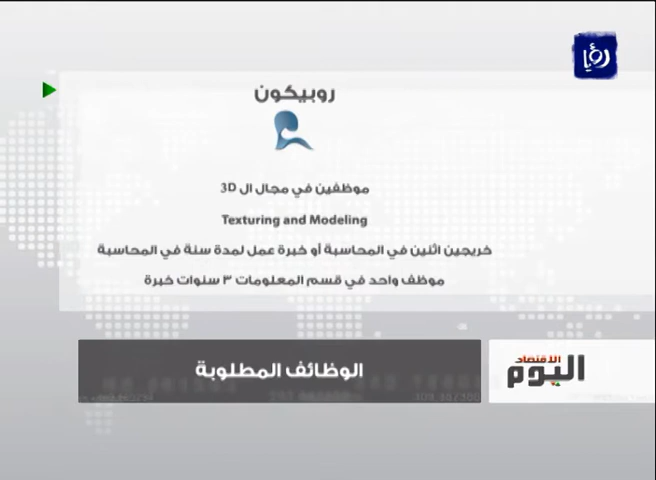 رؤيا
روبيكون
موظفين في مجال ال 3D
Texturing and Modeling
خريجين اثنين في المحاسبة أو خبرة عمل لمدة سنة في المحاسبة
موظف واحد في قسم المعلومات ٣ سنوات خبرة
الاقتصاد
اليوم
الوظائف المطلوبة